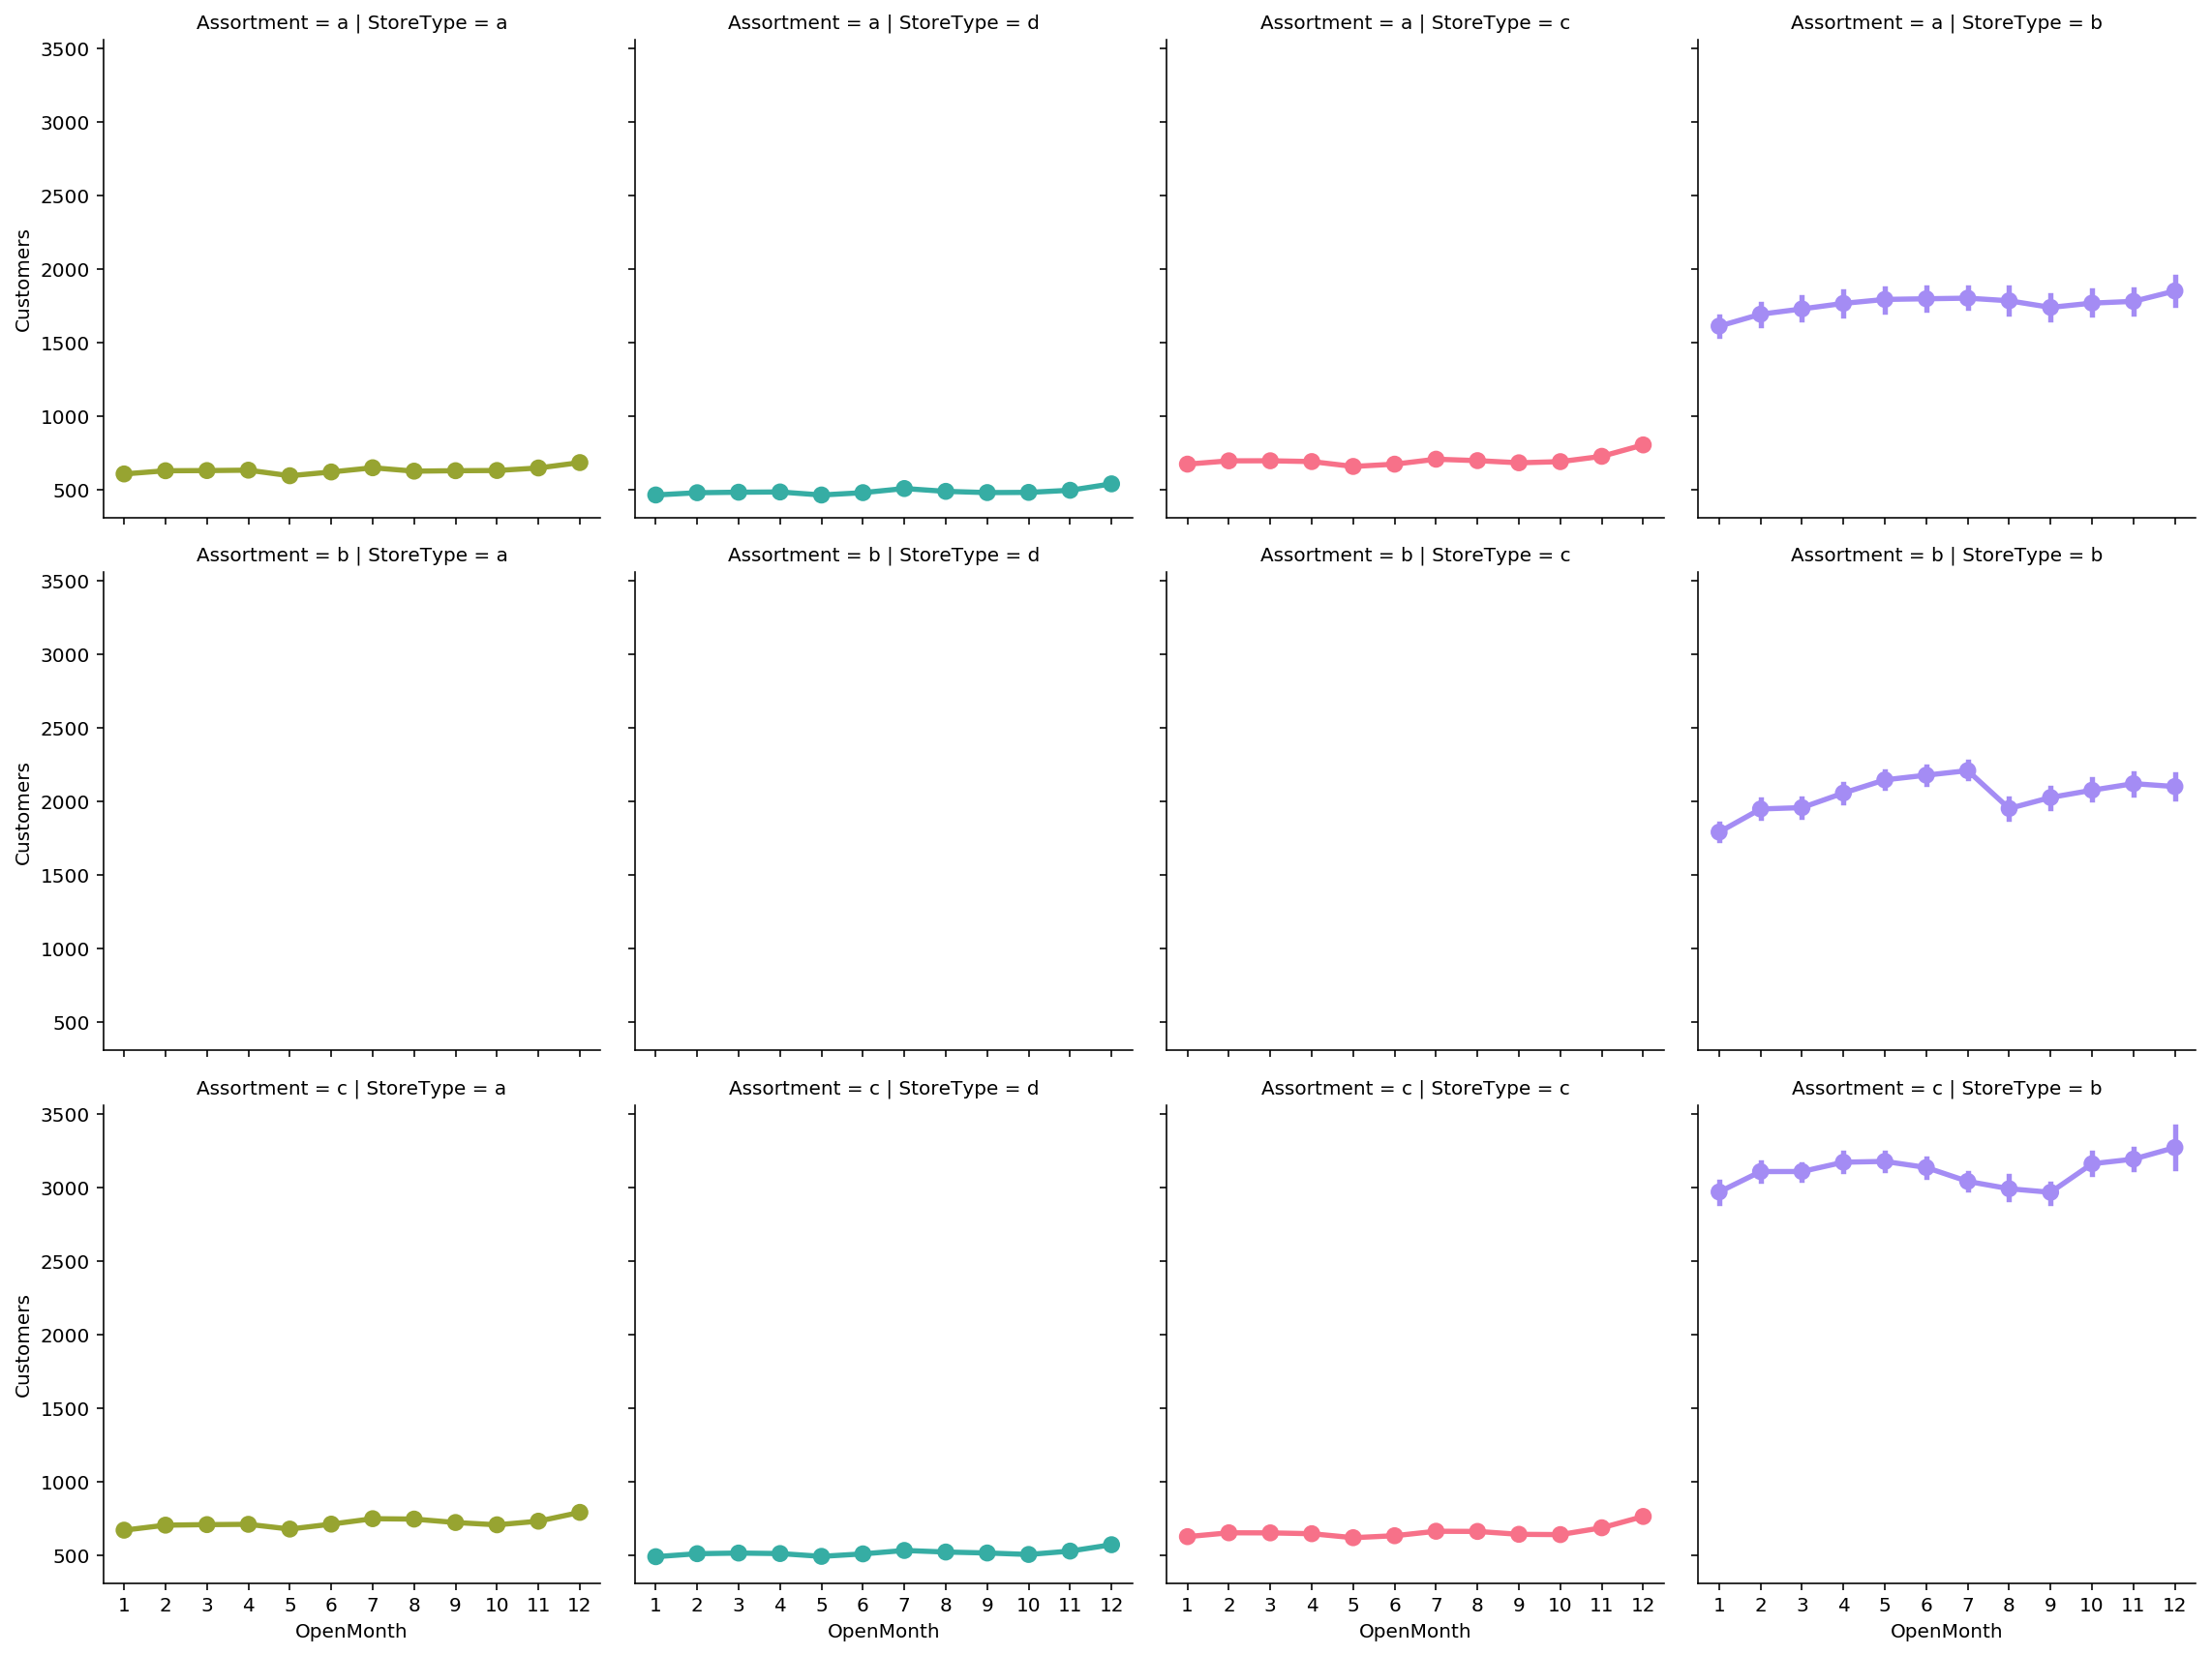 Assortment = a | StoreType = a
Assortment = a | StoreType = d
Assortment = a | StoreType = c
Assortment = a | StoreType = b
3500
3000
2500
2000
1500
1000
500
Customers
Assortment = b | StoreType = a
Assortment = b | StoreType = d
Assortment = b | StoreType = c
Assortment = b | StoreType = b
3500
3000
2500
2000
1500
1000
500
Customers
Assortment = c | StoreType = a
Assortment = c | StoreType = d
Assortment = c | StoreType = c
Assortment = c | StoreType = b
3500
3000
2500
2000
1500
1000
500
Customers
1 2 3 4 5 6 7 8 9 10 11 12
1 2 3 4 5 6 7 8 9 10 11 12
1 2 3 4 5 6 7 8 9 10 11 12
1 2 3 4 5 6 7 8 9 10 11 12
OpenMonth
OpenMonth
OpenMonth
OpenMonth